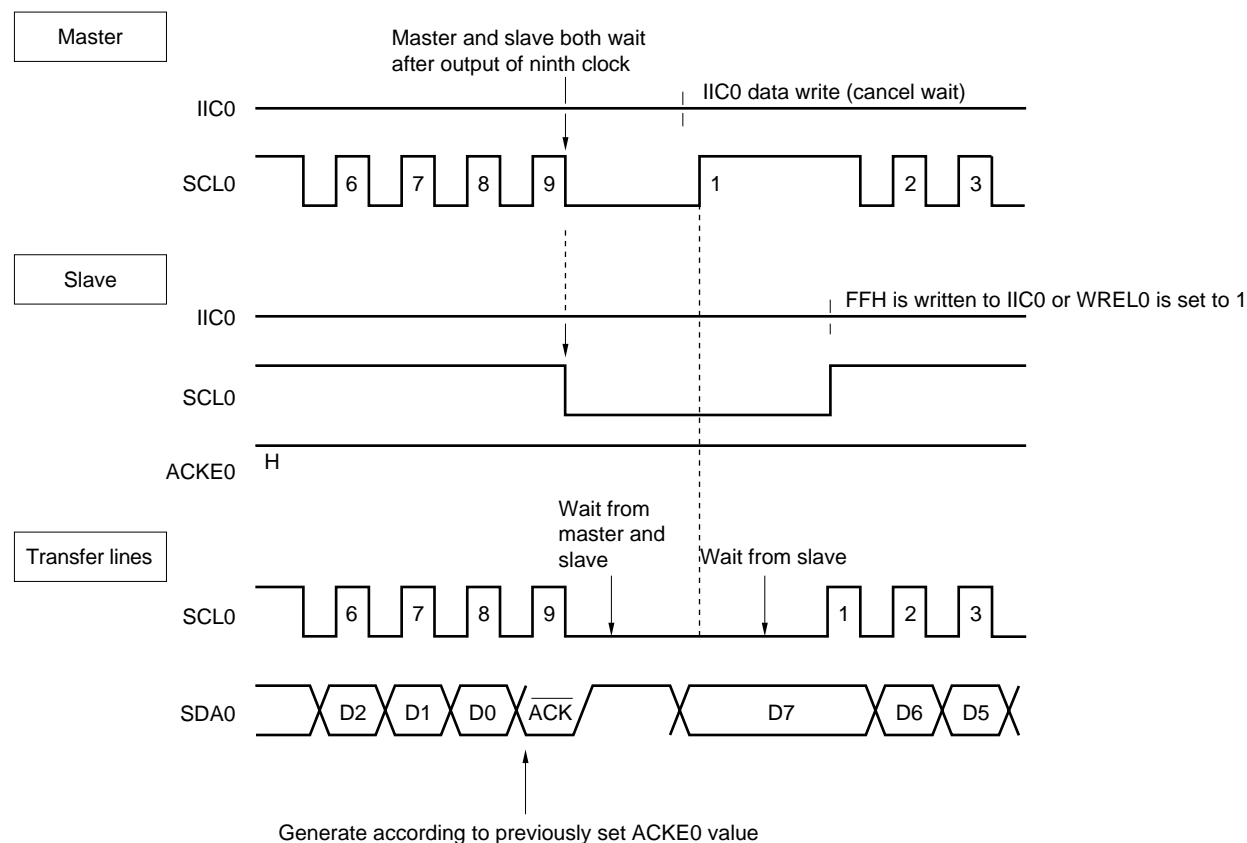 Master
Master and slave both wait
after output of ninth clock
IIC0 data write (cancel wait)
IIC0
SCL0
6 7 8 9 1 2 3
Slave
FFH is written to IIC0 or WREL0 is set to 1
IIC0
SCL0
H
ACKE0
Wait from
master and
slave
Wait from slave
Transfer lines
SCL0
6 7 8 9 1 2 3
SDA0
D2 D1 D0 ACK D7 D6 D5
Generate according to previously set ACKE0 value